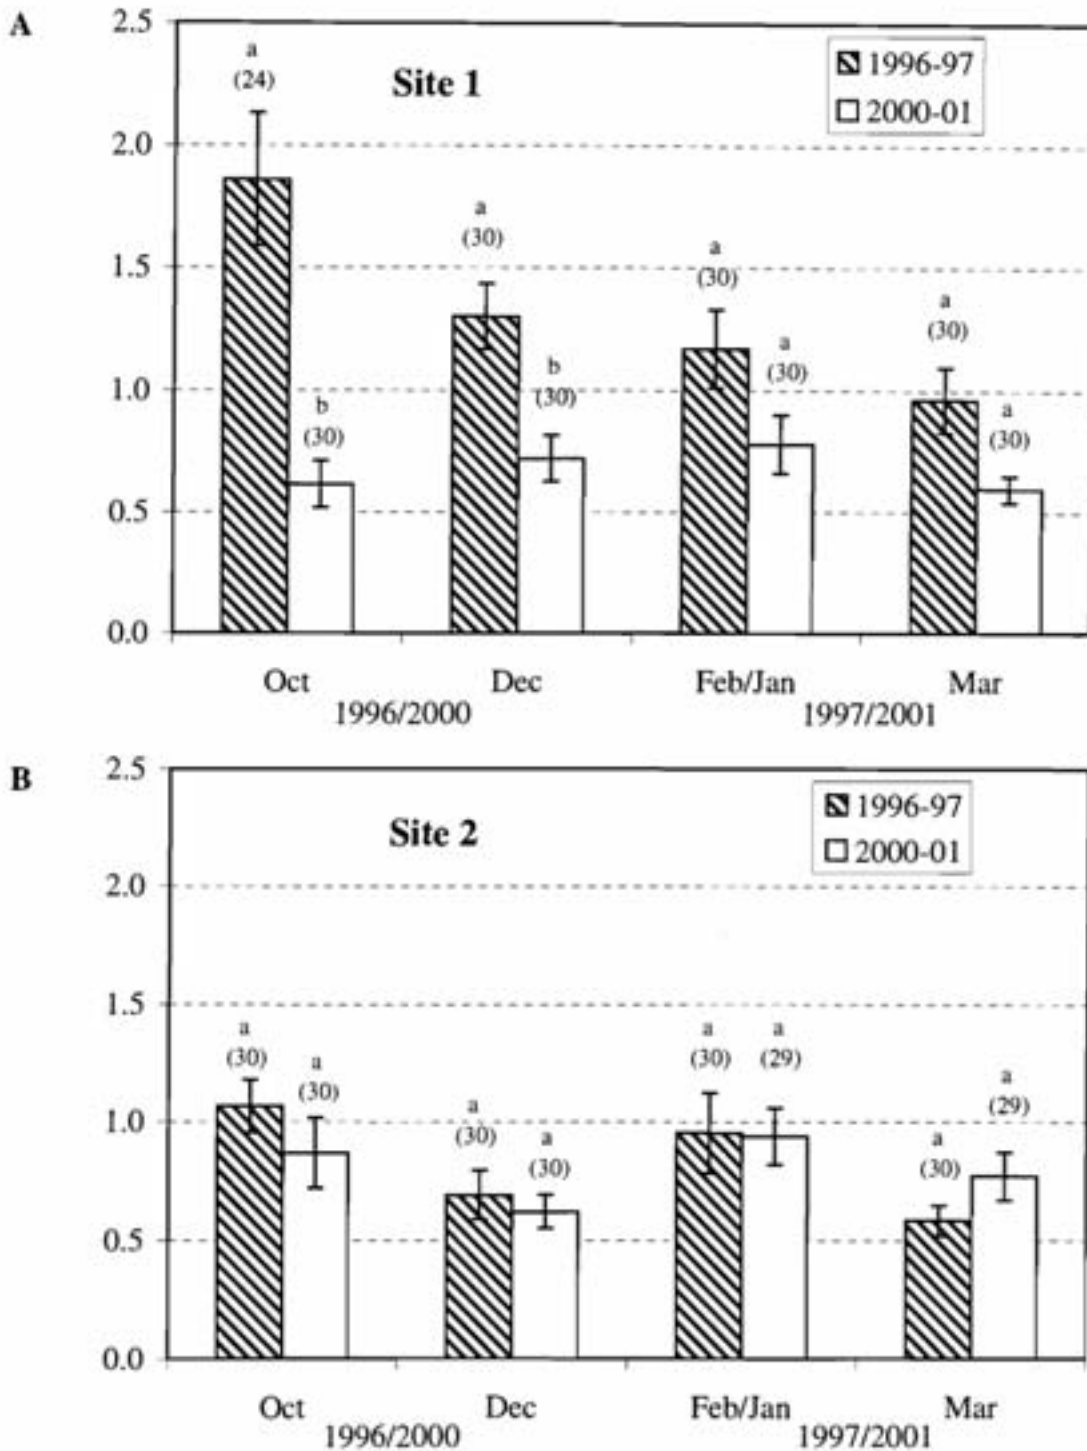 A
2.5
2.0
1.5
1.0
0.5
0.0
Site 1
1996-97
2000-01
a
(24)
b
(30)
a
(30)
b
(30)
a
(30)
a
(30)
a
(30)
a
(30)
Oct Dec Feb/Jan Mar
1996/2000 1997/2001
B
2.5
2.0
1.5
1.0
0.5
0.0
Site 2
1996-97
2000-01
a
(30)
a
(30)
a
(30)
a
(30)
a
(30)
a
(29)
a
(30)
a
(29)
Oct Dec Feb/Jan Mar
1996/2000 1997/2001